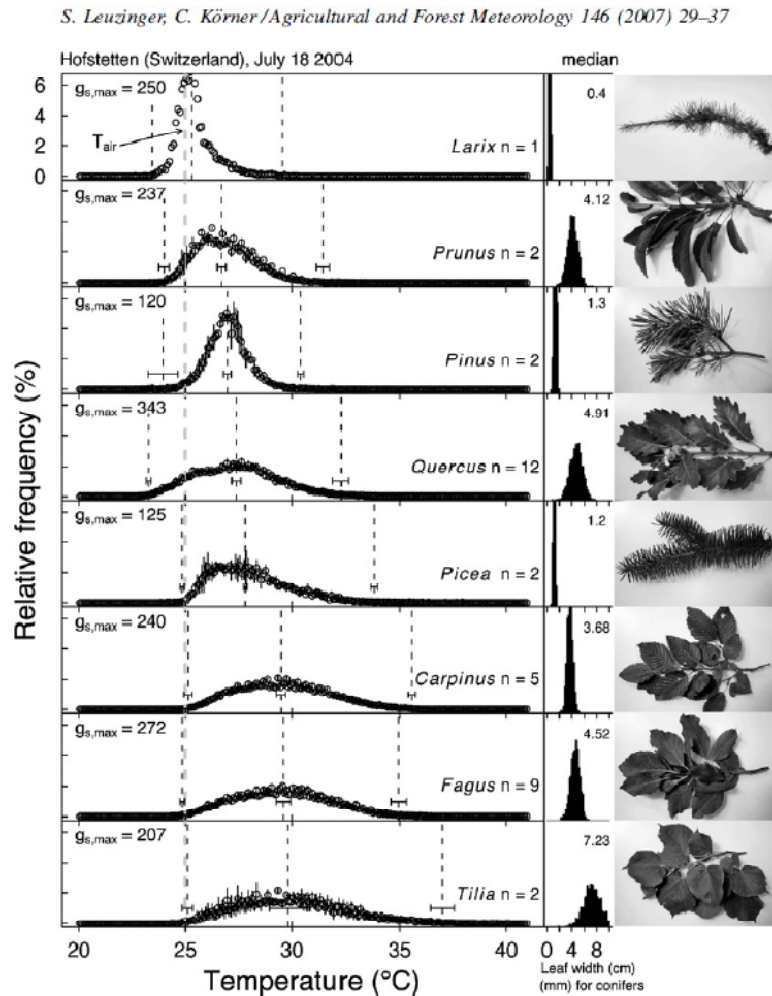 S. Leuzinger, C. Körner / Agricultural and Forest Meteorology 146 (2007) 29–37
Hofstetten (Switzerland), July 18 2004 median
Relative frequency (%)
6
4
2
0
gs,max = 250
Tair
Larix n = 1
0.4
gs,max = 237
Prunus n = 2
4.12
gs,max = 120
Pinus n = 2
1.3
gs,max = 343
Quercus n = 12
4.91
gs,max = 125
Picea n = 2
1.2
gs,max = 240
Carpinus n = 5
3.68
gs,max = 272
Fagus n = 9
4.52
gs,max = 207
Tilia n = 2
7.23
20 25 30 35 40 0 4 8
Temperature (°C)
Leaf width (cm)
(mm) for conifers